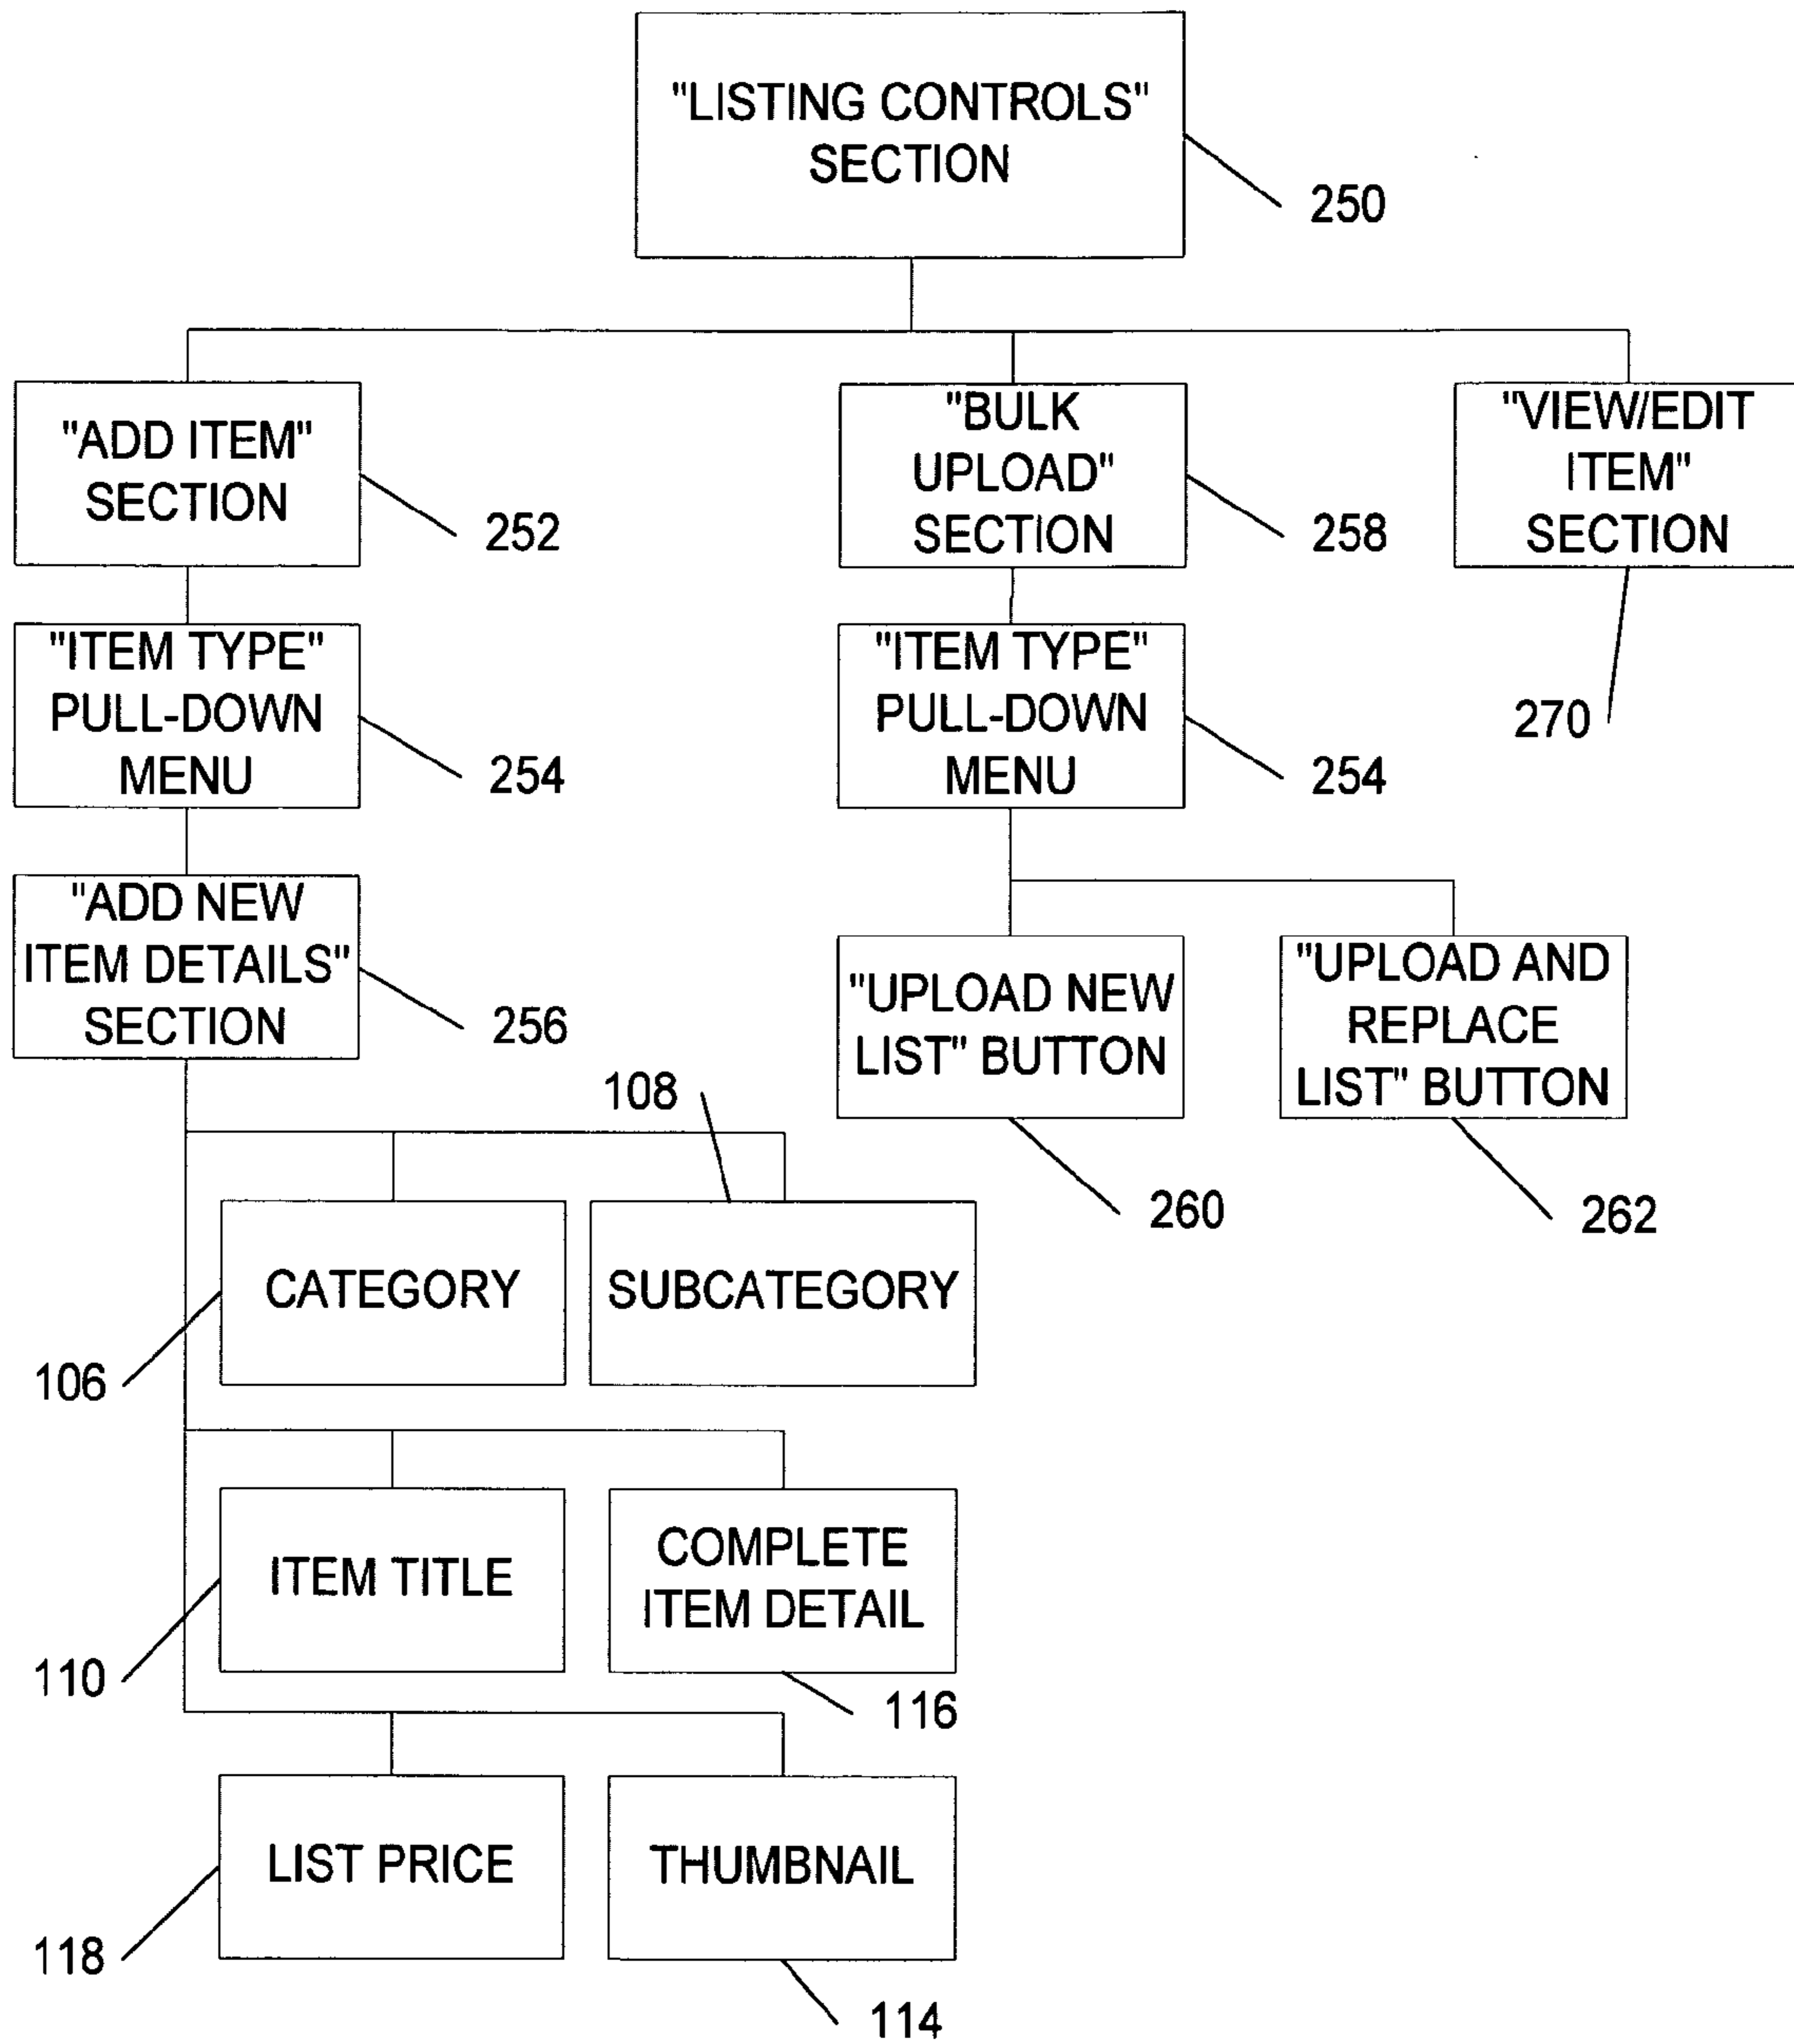 "LISTING CONTROLS"
SECTION
250
"ADD ITEM"
SECTION
252
"BULK
UPLOAD"
SECTION
258
"VIEW/EDIT
ITEM"
SECTION
270
"ITEM TYPE"
PULL-DOWN
MENU
254
"ITEM TYPE"
PULL-DOWN
MENU
254
"ADD NEW
ITEM DETAILS"
SECTION
256
"UPLOAD NEW
LIST" BUTTON
260
"UPLOAD AND
REPLACE
LIST" BUTTON
262
108
CATEGORY
106
SUBCATEGORY
ITEM TITLE
110
COMPLETE
ITEM DETAIL
116
LIST PRICE
118
THUMBNAIL
114